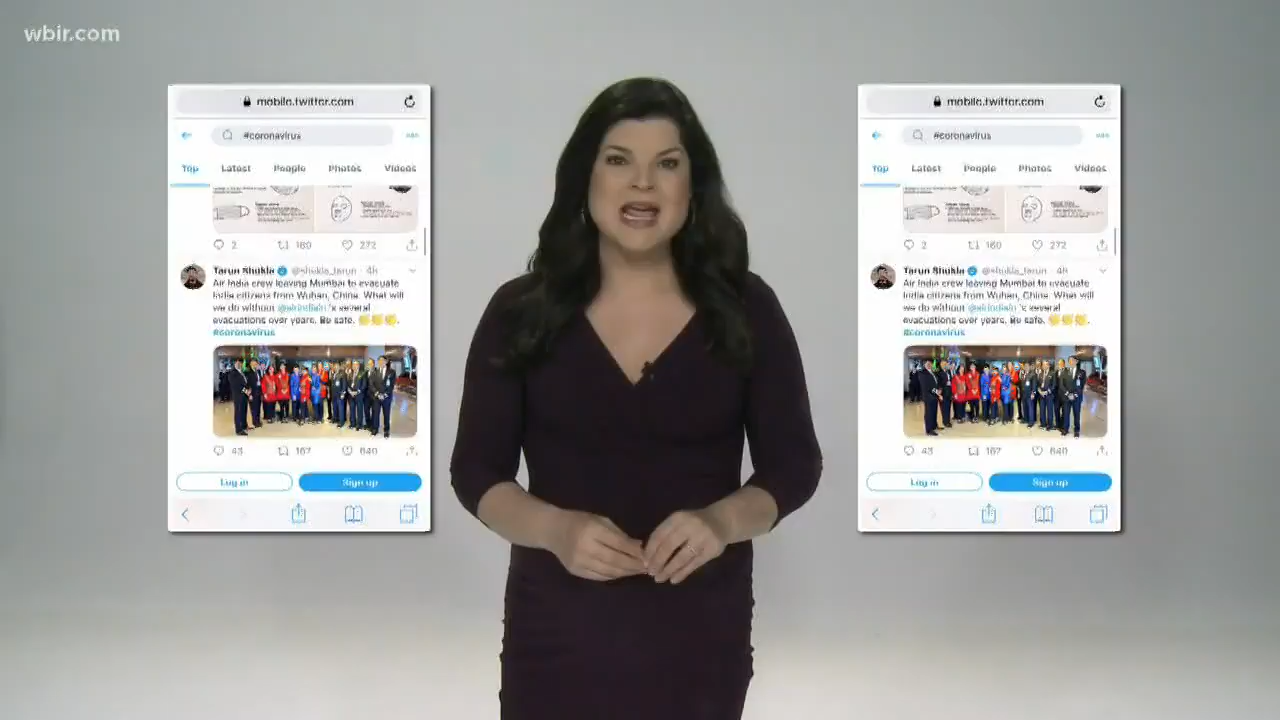 wbir.com
mobile.twitter.com
#coronavirus
Top Latest People Photos Videos
2 160 272
Tarun Shukla @shukla_tarun · 4h
Air India crew leaving Mumbai to evacuate
India citizens from Wuhan, China. What will
we do without @airindiain 's several
evacuations over years. Be safe. 👏👏👏.
#coronavirus
43 167 640
Log in Sign up
mobile.twitter.com
#coronavirus
Top Latest People Photos Videos
2 160 272
Tarun Shukla @shukla_tarun · 4h
Air India crew leaving Mumbai to evacuate
India citizens from Wuhan, China. What will
we do without @airindiain 's several
evacuations over years. Be safe. 👏👏👏.
#coronavirus
43 167 640
Log in Sign up